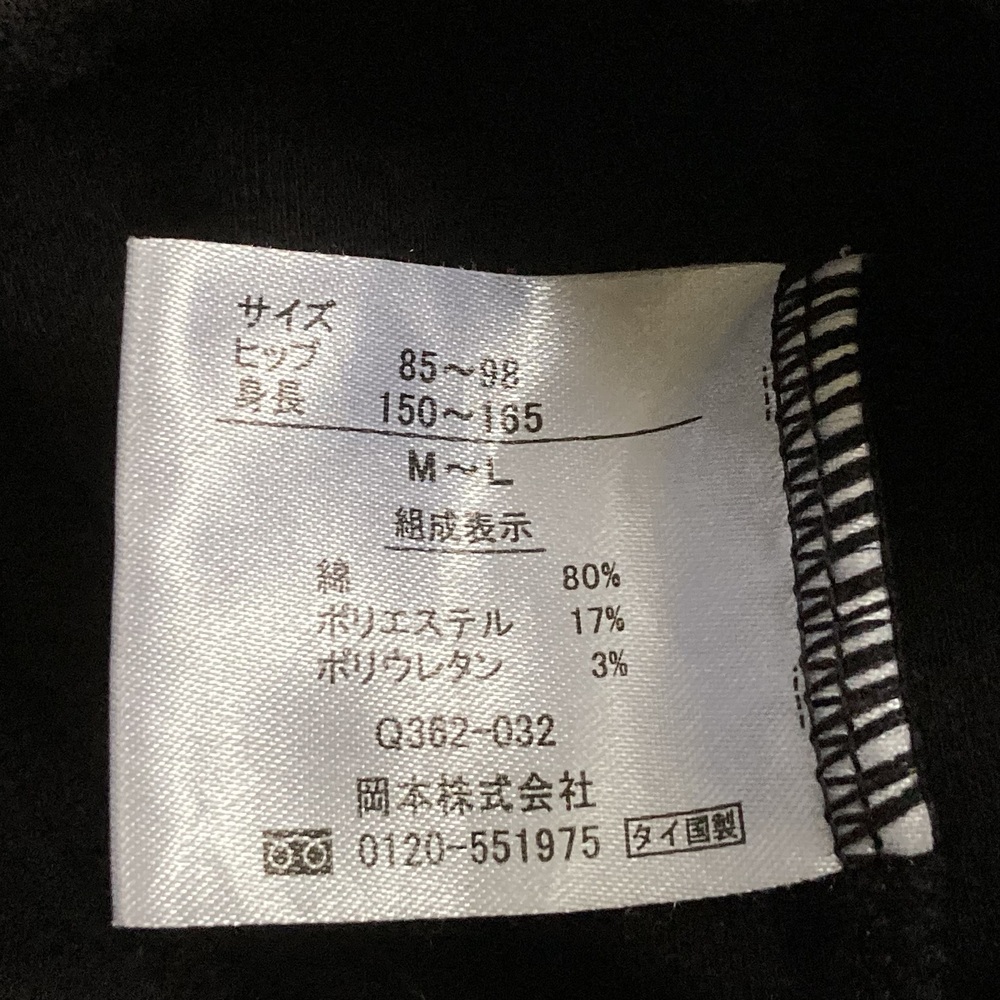 サイズ
ヒップ 85～98
身長 150～165
M～L
組成表示
綿 80%
ポリエステル 17%
ポリウレタン 3%
Q362-032
岡本株式会社
0120-551975 タイ国製